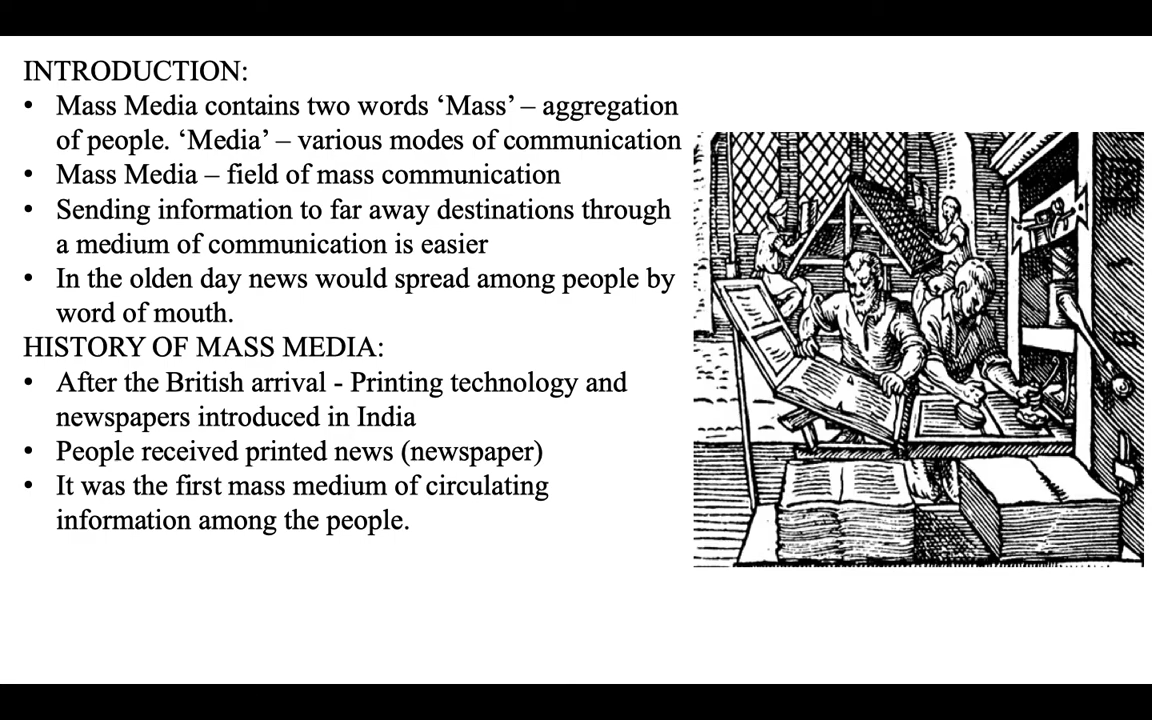 INTRODUCTION:
• Mass Media contains two words ‘Mass’ – aggregation
of people. ‘Media’ – various modes of communication
• Mass Media – field of mass communication
• Sending information to far away destinations through
a medium of communication is easier
• In the olden day news would spread among people by
word of mouth.
HISTORY OF MASS MEDIA:
• After the British arrival - Printing technology and
newspapers introduced in India
• People received printed news (newspaper)
• It was the first mass medium of circulating
information among the people.